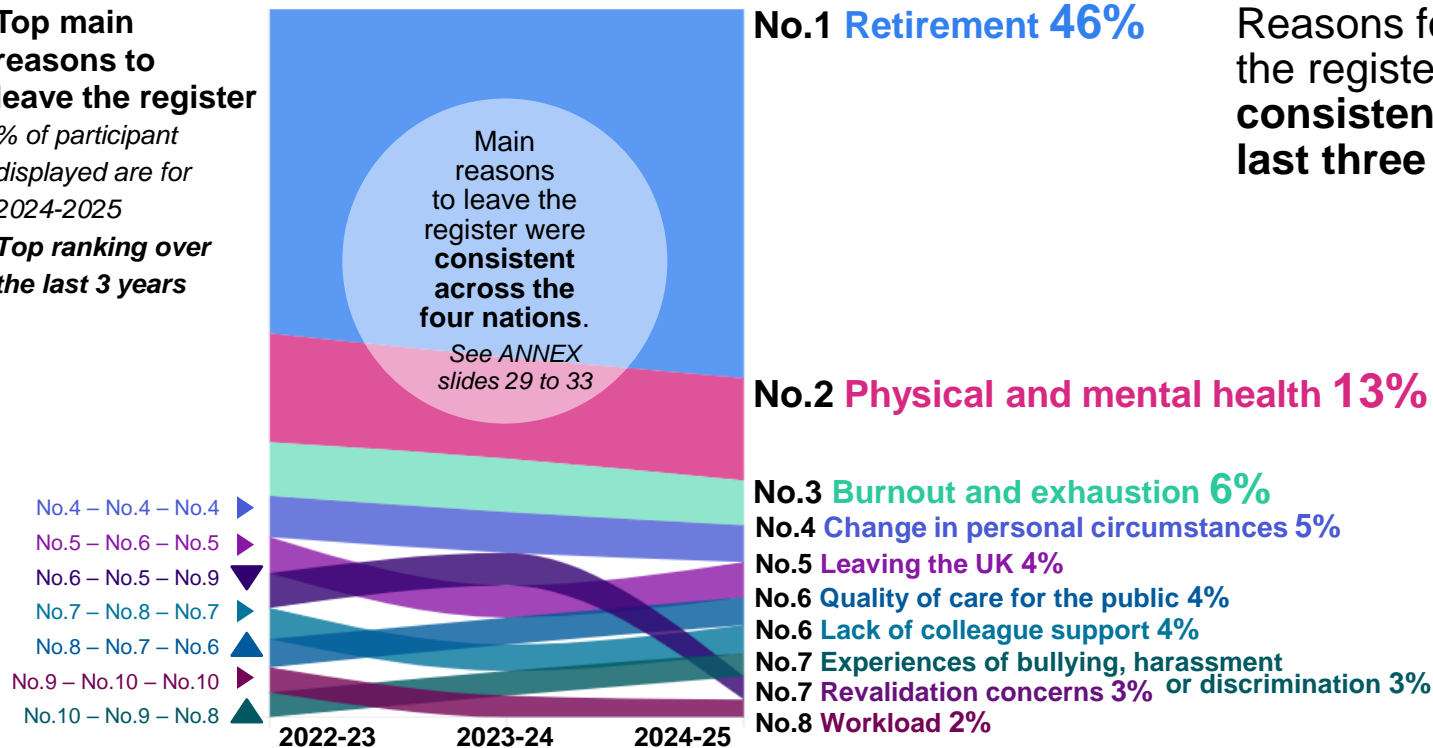 Top main
reasons to
leave the register
% of participant
displayed are for
2024-2025
Top ranking over
the last 3 years
No.4 – No.4 – No.4
No.5 – No.6 – No.5
No.6 – No.5 – No.9
No.7 – No.8 – No.7
No.8 – No.7 – No.6
No.9 – No.10 – No.10
No.10 – No.9 – No.8
Main
reasons
to leave the
register were
consistent
across the
four nations.
See ANNEX
slides 29 to 33
2022-23 2023-24 2024-25
No.1 Retirement 46%
No.2 Physical and mental health 13%
No.3 Burnout and exhaustion 6%
No.4 Change in personal circumstances 5%
No.5 Leaving the UK 4%
No.6 Quality of care for the public 4%
No.6 Lack of colleague support 4%
No.7 Experiences of bullying, harassment
or discrimination 3%
No.7 Revalidation concerns 3%
No.8 Workload 2%
Reasons
the
last three